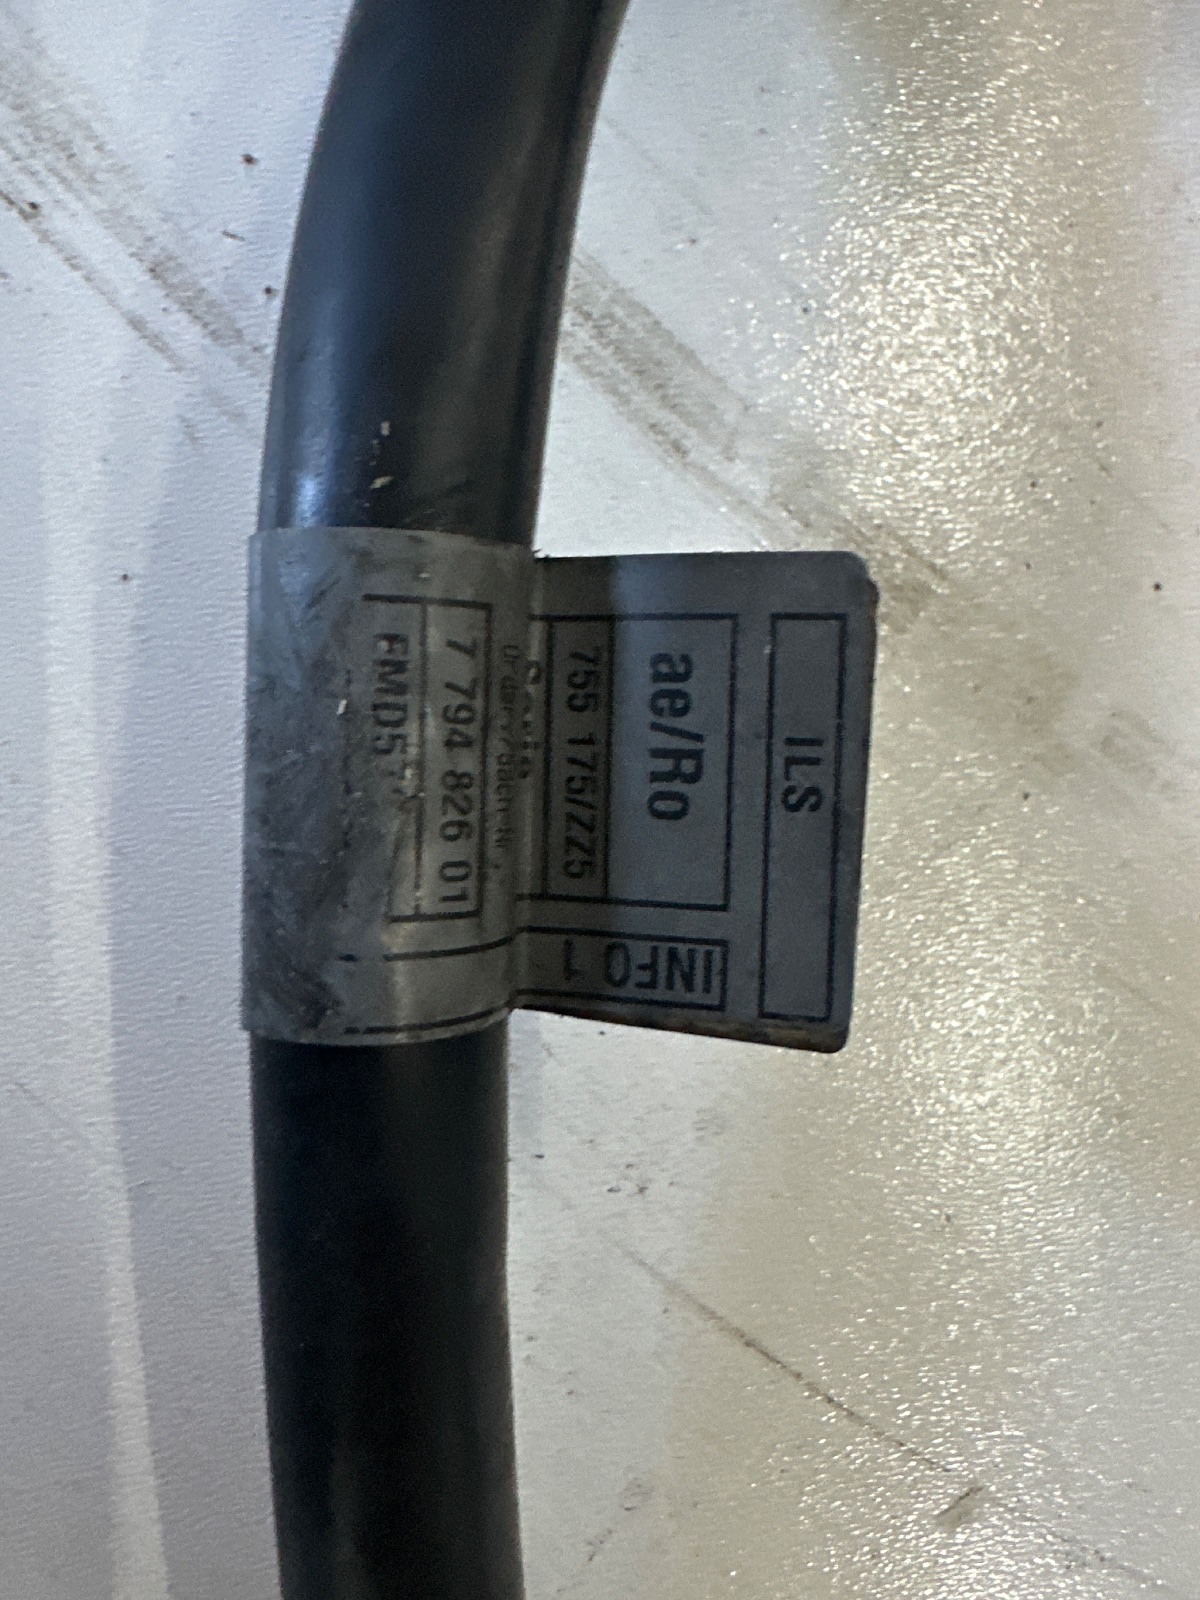 ILS
ae/Ro
755 175/ZZ5
INFO 1
7 794 826 01